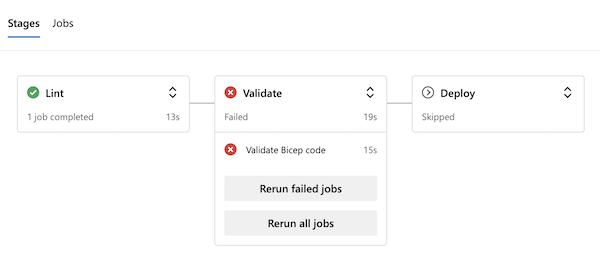 Stages Jobs
Lint
1 job completed 13s
Validate
Failed 19s
Validate Bicep code 15s
Rerun failed jobs
Rerun all jobs
Deploy
Skipped